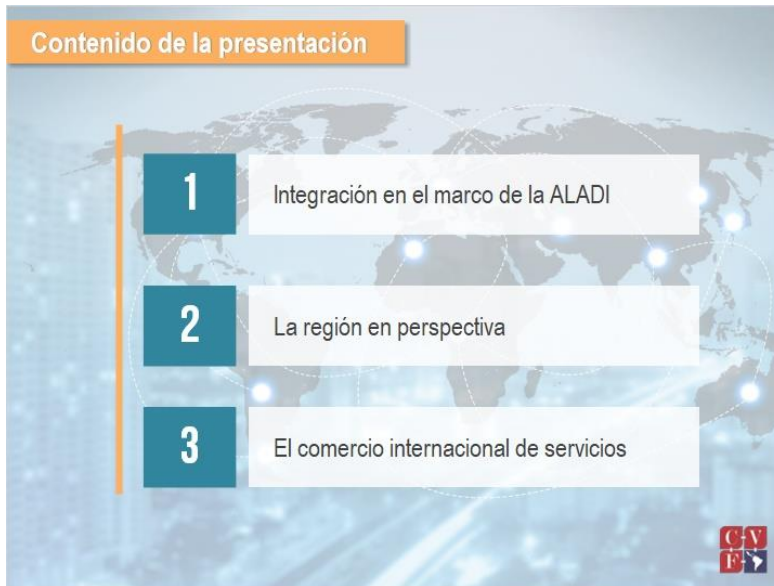 Contenido de la presentación
1
Integración en el marco de la ALADI
2
La región en perspectiva
3
El comercio internacional de servicios
C V
F